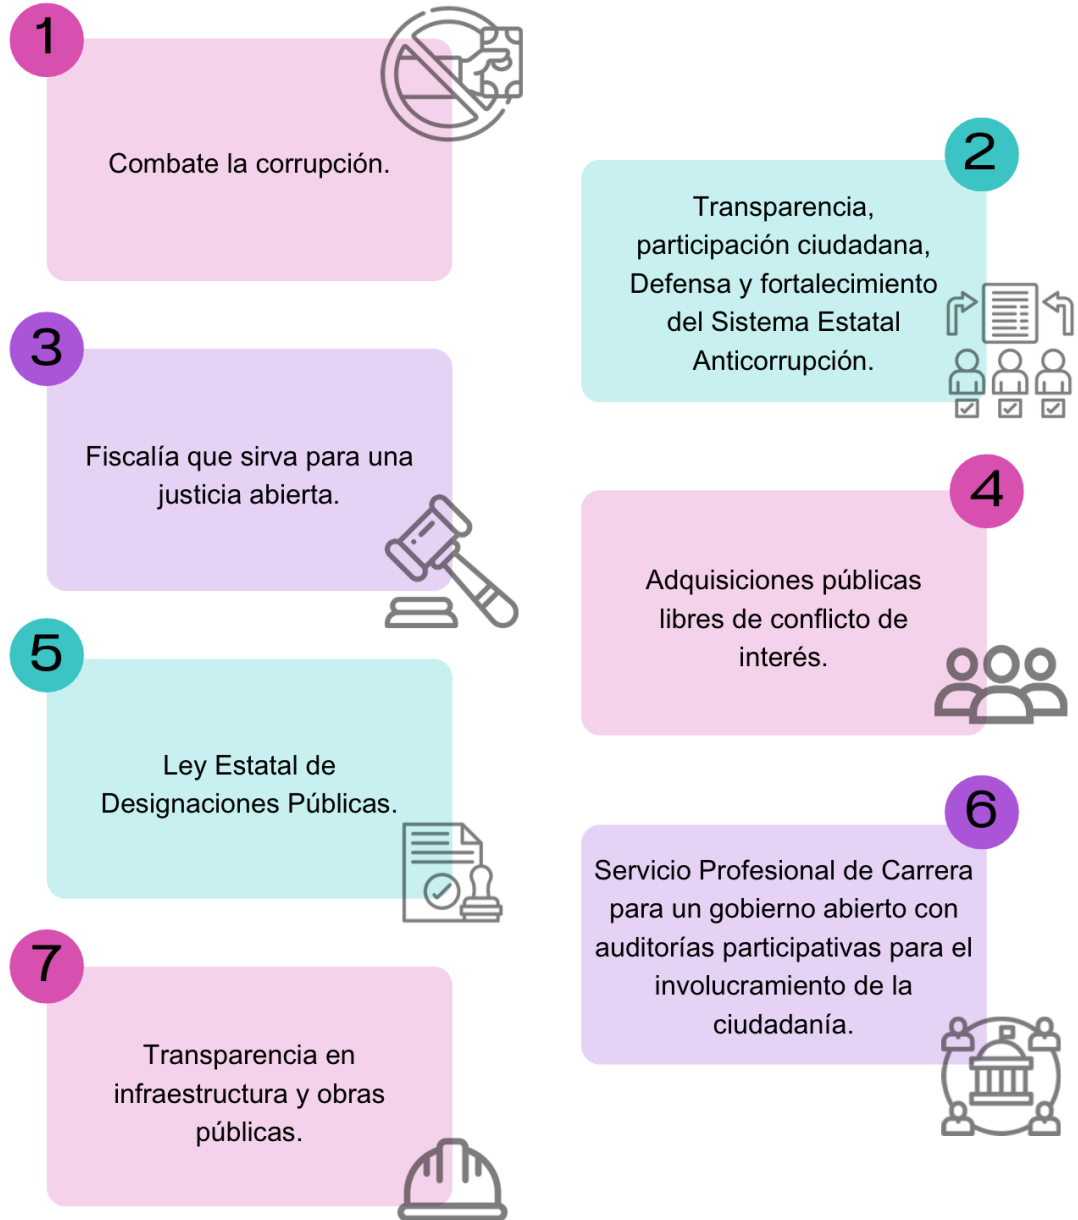 1
Combate la corrupción.
2
Transparencia,
participación ciudadana,
Defensa y fortalecimiento
del Sistema Estatal
Anticorrupción.
3
Fiscalía que sirva para una
justicia abierta.
4
Adquisiciones públicas
libres de conflicto de
interés.
5
Ley Estatal de
Designaciones Públicas.
6
Servicio Profesional de Carrera
para un gobierno abierto con
auditorías participativas para el
involucramiento de la
ciudadanía.
7
Transparencia en
infraestructura y obras
públicas.